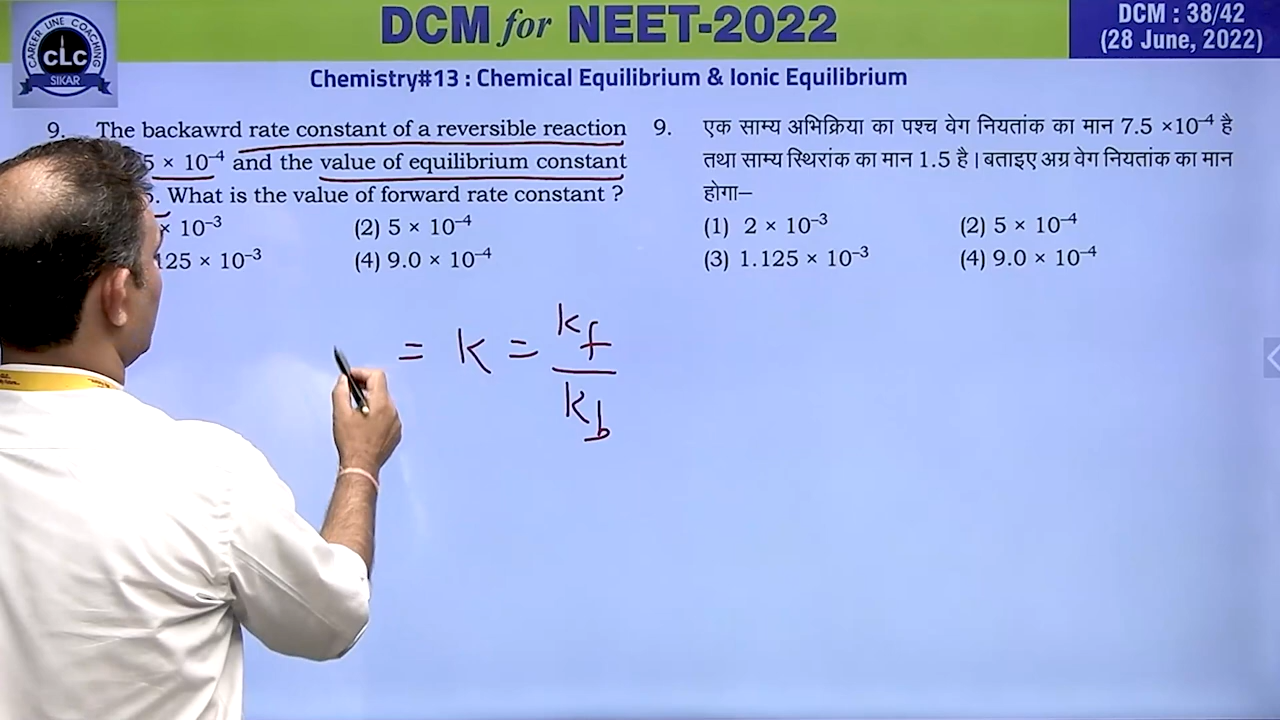 DCM for NEET-2022
DCM : 38/42
(28 June, 2022)
CAREER LINE COACHING
CLC
SIKAR
Chemistry#13 : Chemical Equilibrium & Ionic Equilibrium
9. The backawrd rate constant of a reversible reaction
5 × 10–4 and the value of equilibrium constant
. What is the value of forward rate constant ?
× 10–3 (2) 5 × 10–4
125 × 10–3 (4) 9.0 × 10–4
9. एक साम्य अभिक्रिया का पश्च वेग नियतांक का मान 7.5 ×10–4 है
तथा साम्य स्थिरांक का मान 1.5 है। बताइए अग्र वेग नियतांक का मान
होगा–
(1) 2 × 10–3 (2) 5 × 10–4
(3) 1.125 × 10–3 (4) 9.0 × 10–4
= K = Kf
Kb